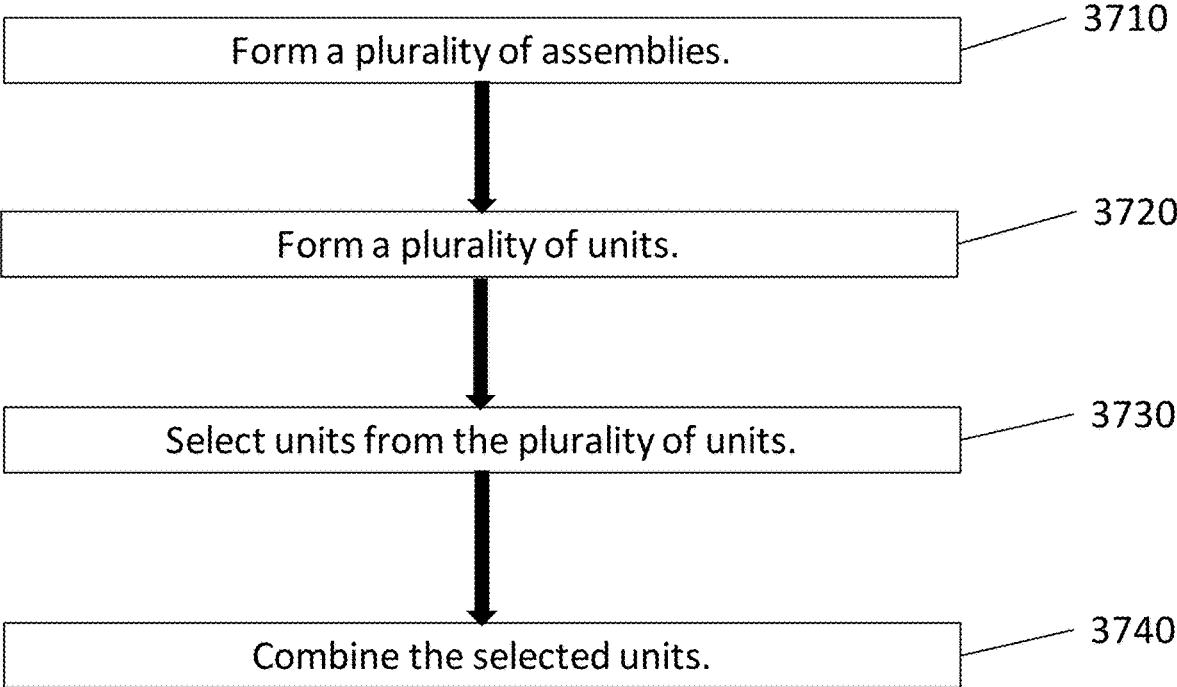 3710
Form a plurality of assemblies.
3720
Form a plurality of units.
3730
Select units from the plurality of units.
3740
Combine the selected units.